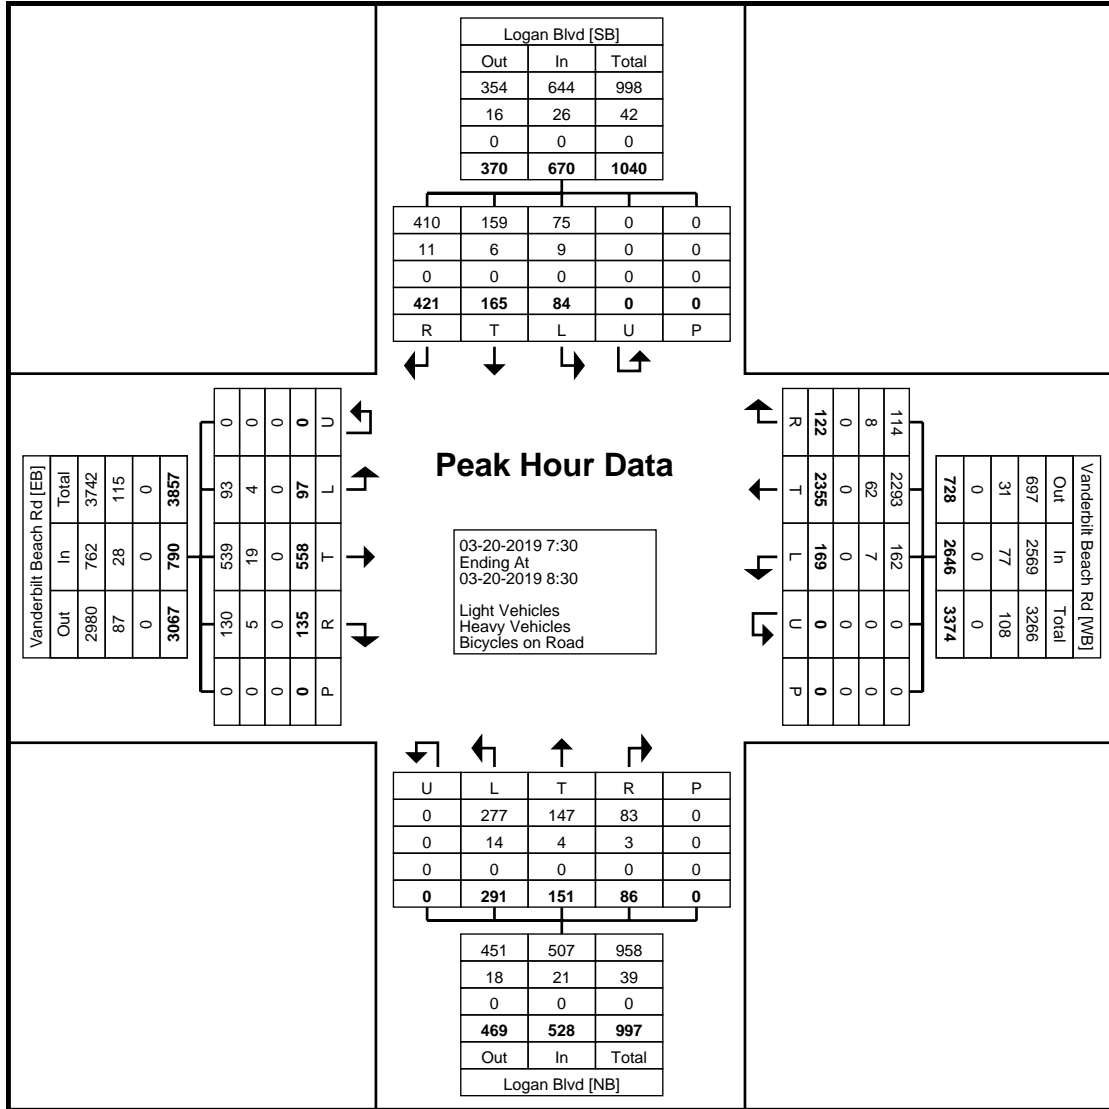 Logan Blvd [SB]
Out In Total
354 644 998
16 26 42
0 0 0
370 670 1040
410 159 75 0 0
11 6 9 0 0
0 0 0 0 0
421 165 84 0 0
R T L U P
Vanderbilt Beach Rd [EB]
Total In Out
3742 762 2980
115 28 87
0 0 0
3857 790 3067
0 93 539 130 0
0 4 19 5 0
0 0 0 0 0
0 97 558 135 0
U L T R P
Peak Hour Data
03-20-2019 7:30
Ending At
03-20-2019 8:30
Light Vehicles
Heavy Vehicles
Bicycles on Road
R T L U P
122 2355 169 0 0
0 0 0 0 0
8 62 7 0 0
114 2293 162 0 0
728 2646 3374
0 0 0
31 77 108
697 2569 3266
Out In Total
Vanderbilt Beach Rd [WB]
U L T R P
0 277 147 83 0
0 14 4 3 0
0 0 0 0 0
0 291 151 86 0
451 507 958
18 21 39
0 0 0
469 528 997
Out In Total
Logan Blvd [NB]